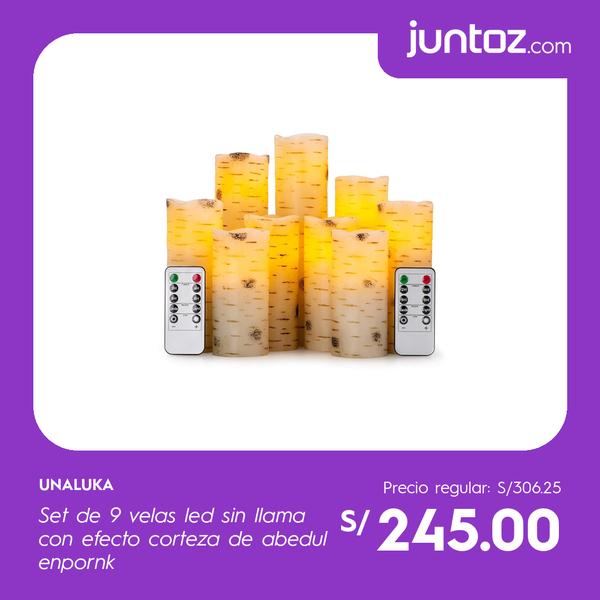 juntoz.com
UNALUKA
Set de 9 velas led sin llama
con efecto corteza de abedul
enpornk
Precio regular: S/306.25
S/ 245.00